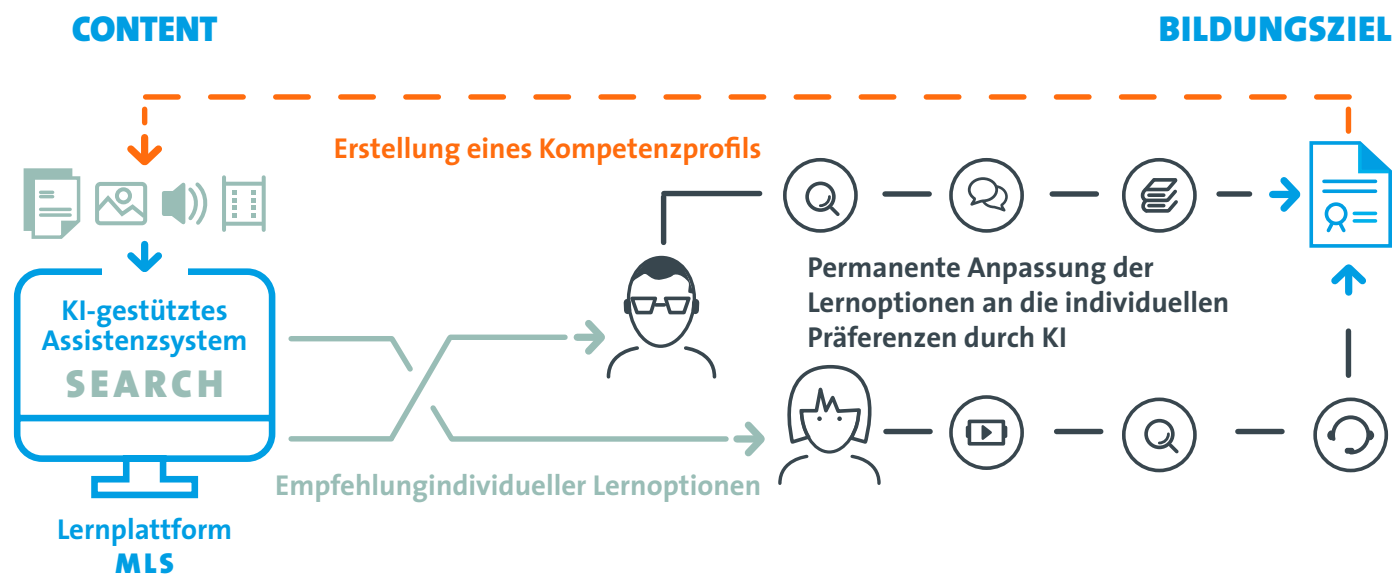 CONTENT
BILDUNGSZIEL
Erstellung eines Kompetenzprofils
KI-gestütztes
Assistenzsystem
SEARCH
Permanente Anpassung der
Lernoptionen an die individuellen
Präferenzen durch KI
Empfehlungindividueller Lernoptionen
Lernplattform
MLS